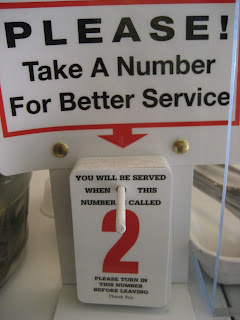 PLEASE!
Take A Number
For Better Service
YOU WILL BE SERVED
WHEN THIS
NUMBER CALLED
2
PLEASE TURN IN
THIS NUMBER
BEFORE LEAVING
Thank You